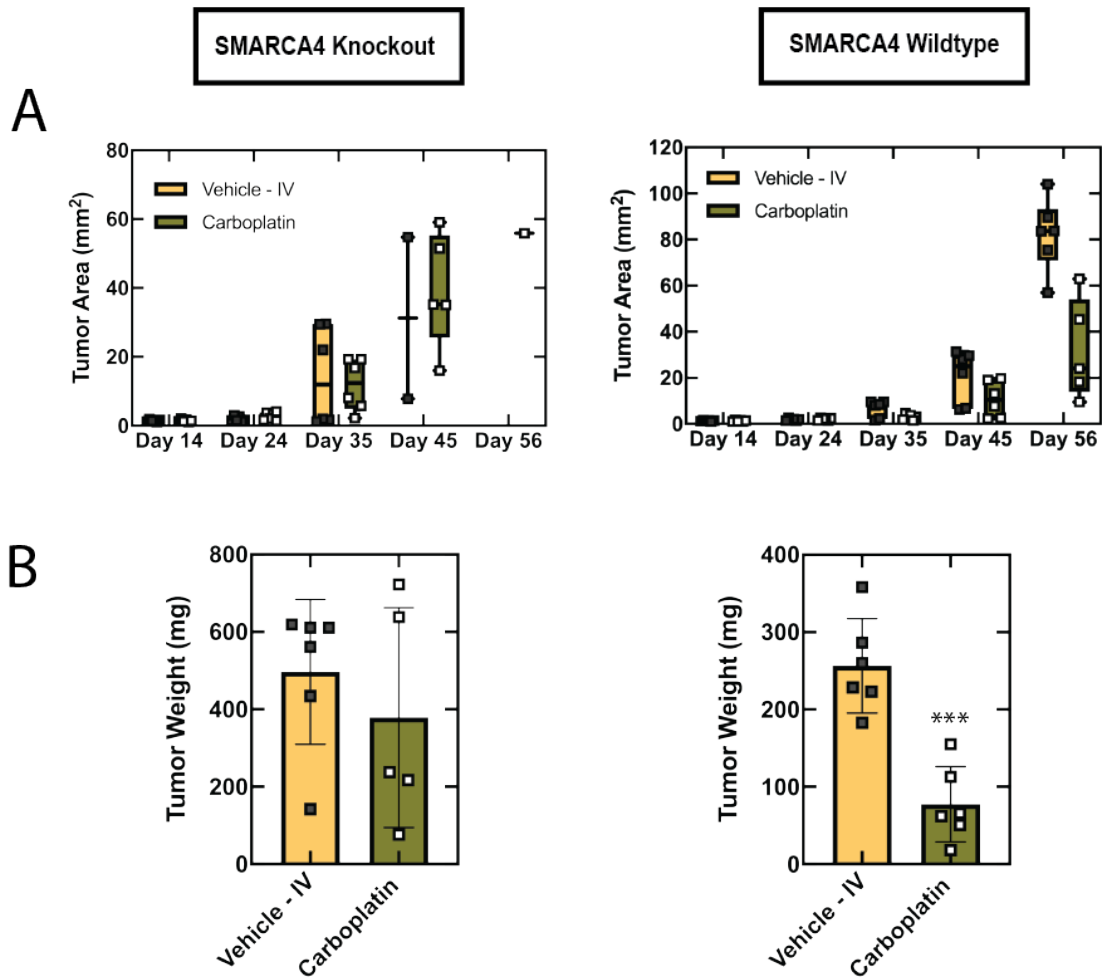 SMARCA4 Knockout
SMARCA4 Wildtype
A
Tumor Area (mm²)
80
60
40
20
0
Vehicle - IV
Carboplatin
Day 14 Day 24 Day 35 Day 45 Day 56
Tumor Area (mm²)
120
100
80
60
40
20
0
Vehicle - IV
Carboplatin
Day 14 Day 24 Day 35 Day 45 Day 56
B
Tumor Weight (mg)
800
600
400
200
0
Vehicle - IV
Carboplatin
Tumor Weight (mg)
400
300
200
100
0
***
Vehicle - IV
Carboplatin